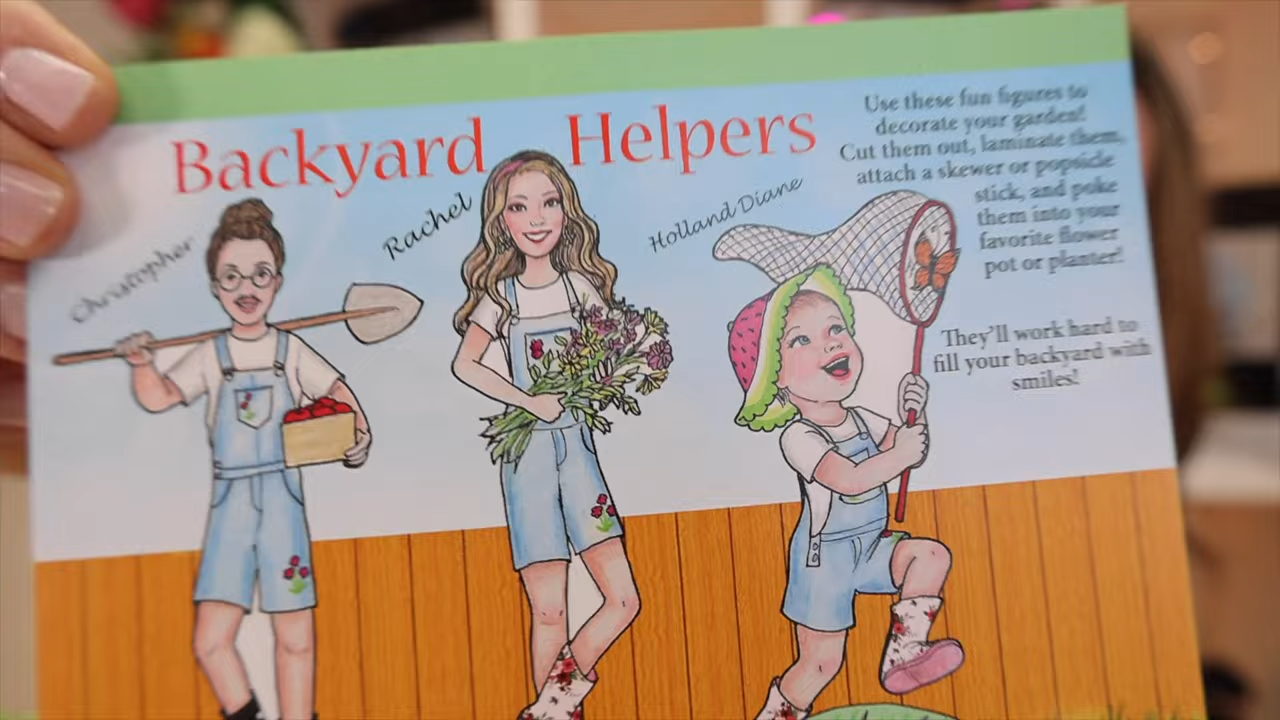 Backyard Helpers
Christopher
Rachel
Holland Diane
Use these fun figures to
decorate your garden!
Cut them out, laminate them,
attach a skewer or popsicle
stick, and poke
them into your
favorite flower
pot or planter!
They'll work hard to
fill your backyard with
smiles!